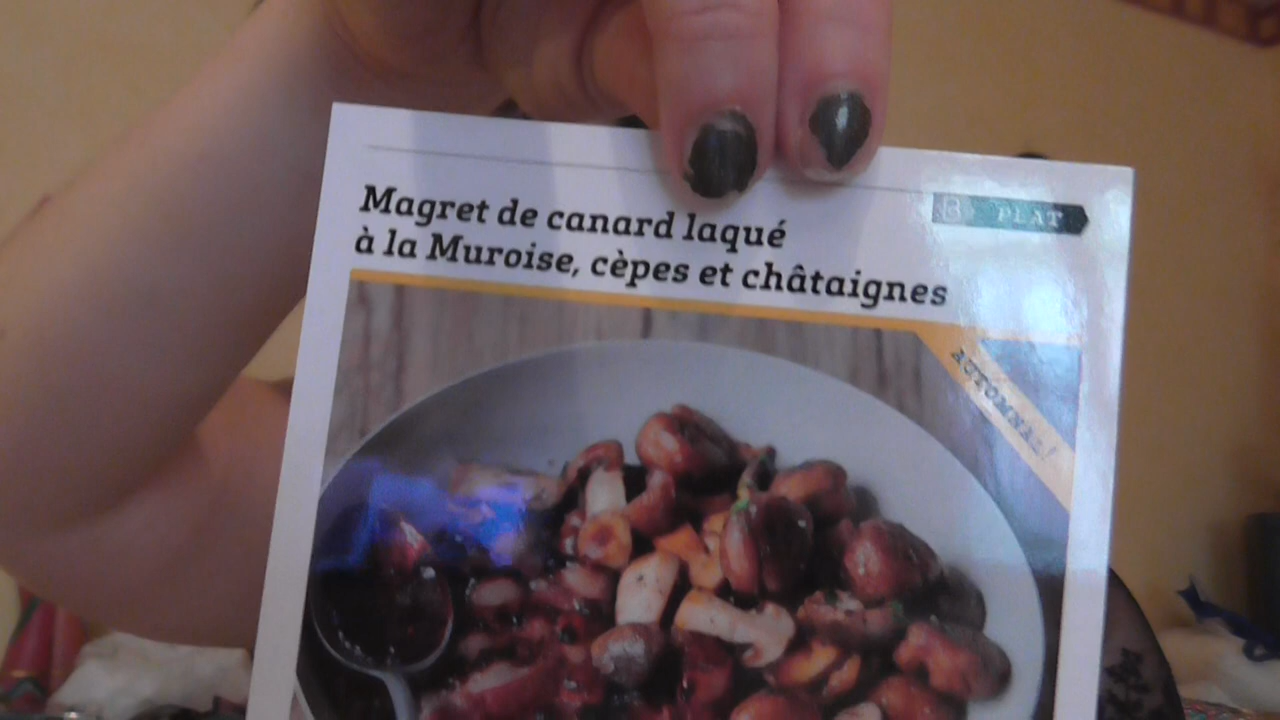 Magret de canard laqué
à la Muroise, cèpes et châtaignes
PLAT
AUTOMNAL!